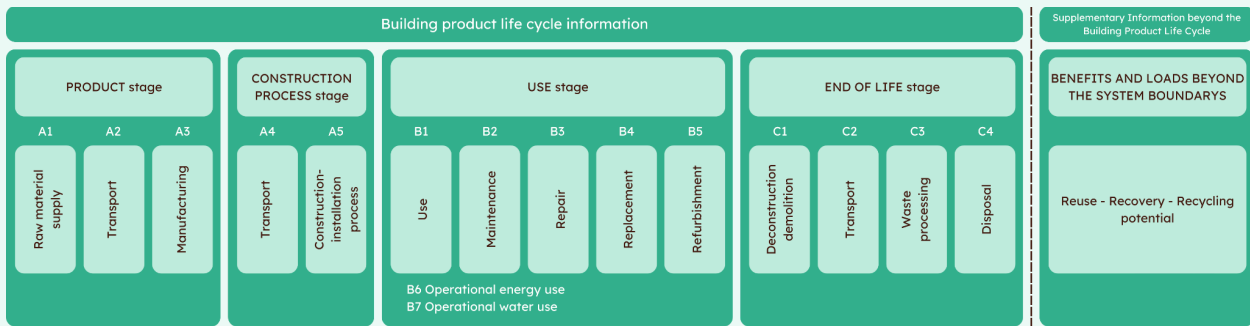 Building product life cycle information
Supplementary Information beyond the
Building Product Life Cycle
PRODUCT stage
CONSTRUCTION
PROCESS stage
USE stage
END OF LIFE stage
BENEFITS AND LOADS BEYOND
THE SYSTEM BOUNDARYS
A1
A2
A3
A4
A5
B1
B2
B3
B4
B5
C1
C2
C3
C4
Raw material
supply
Transport
Manufacturing
Transport
Construction-
installation
process
Use
Maintenance
Repair
Replacement
Refurbishment
Deconstruction
demolition
Transport
Waste
processing
Disposal
Reuse - Recovery - Recycling
potential
B6 Operational energy use
B7 Operational water use